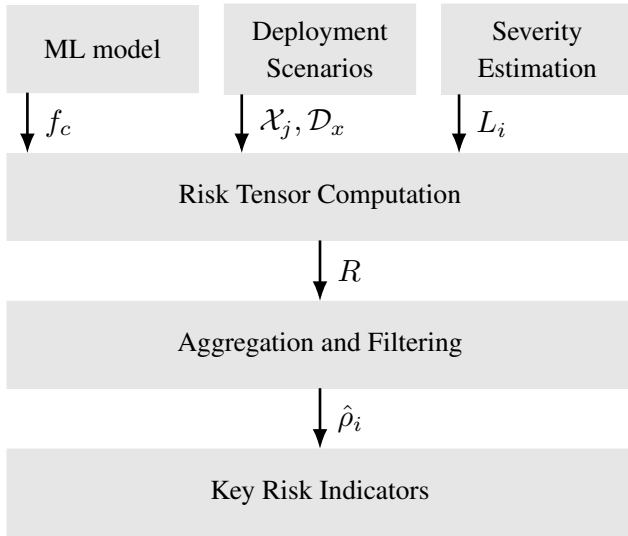 ML model
Deployment
Scenarios
Severity
Estimation
f_c
𝒳_j, 𝒟_x
L_i
Risk Tensor Computation
R
Aggregation and Filtering
ρ̂_i
Key Risk Indicators